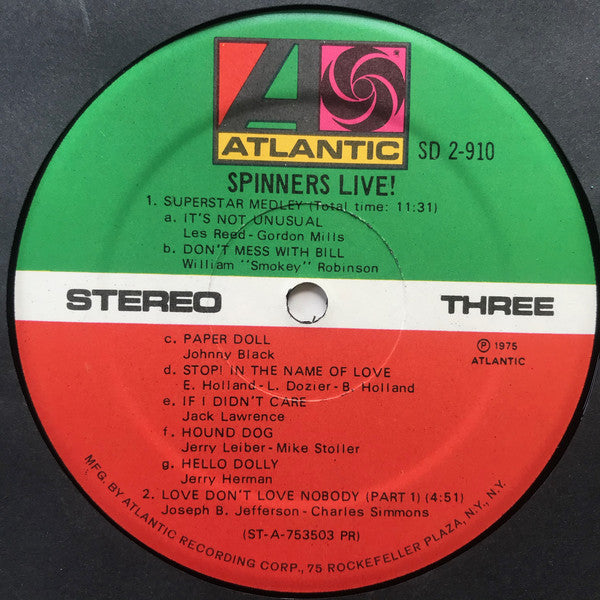 ATLANTIC
SD 2-910
SPINNERS LIVE!
1. SUPERSTAR MEDLEY (Total time: 11:31)
a. IT'S NOT UNUSUAL
Les Reed - Gordon Mills
b. DON'T MESS WITH BILL
William "Smokey" Robinson
STEREO
THREE
c. PAPER DOLL
Johnny Black
d. STOP! IN THE NAME OF LOVE
E. Holland - L. Dozier - B. Holland
e. IF I DIDN'T CARE
Jack Lawrence
f. HOUND DOG
Jerry Leiber - Mike Stoller
g. HELLO DOLLY
Jerry Herman
2. LOVE DON'T LOVE NOBODY (PART 1) (4:51)
Joseph B. Jefferson - Charles Simmons
(ST-A-753503 PR)
℗ 1975
ATLANTIC
MFG. BY ATLANTIC RECORDING CORP., 75 ROCKEFELLER PLAZA, N.Y., N.Y.